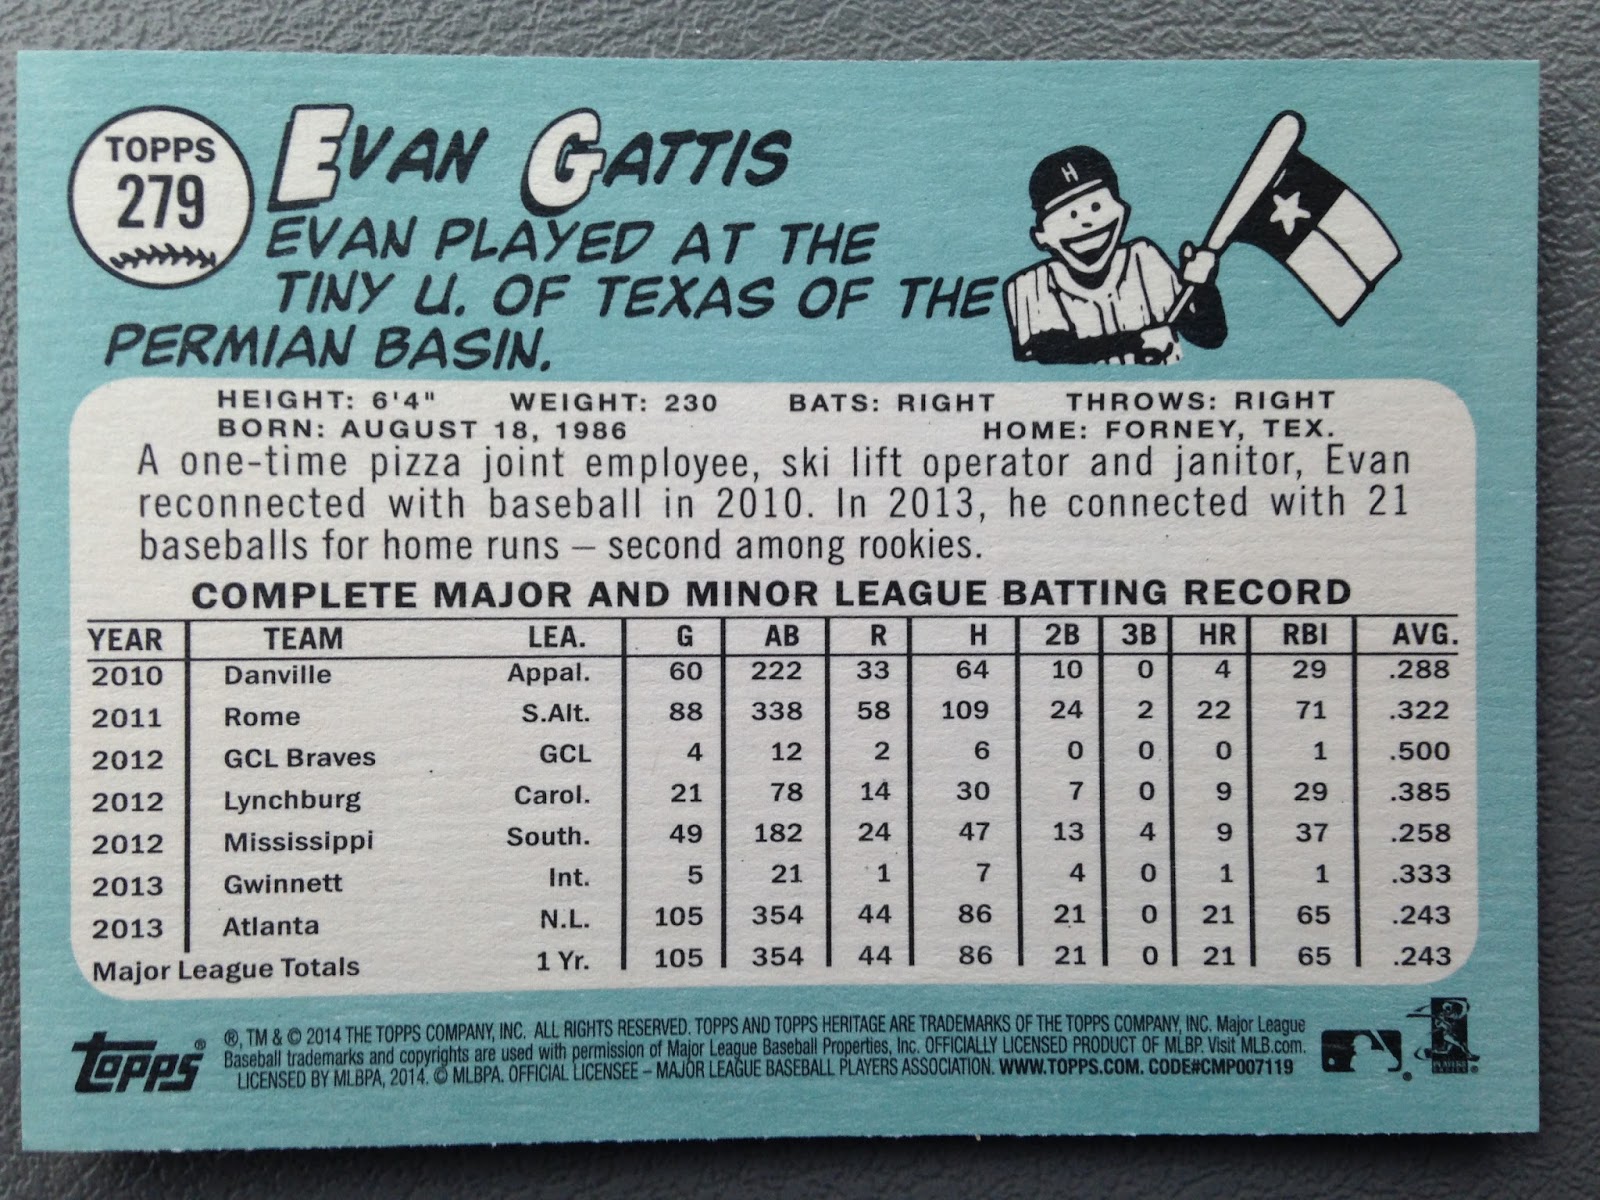 TOPPS
279
EVAN GATTIS
EVAN PLAYED AT THE
TINY U. OF TEXAS OF THE
PERMIAN BASIN.
H
HEIGHT: 6'4" WEIGHT: 230 BATS: RIGHT THROWS: RIGHT
BORN: AUGUST 18, 1986 HOME: FORNEY, TEX.
A one-time pizza joint employee, ski lift operator and janitor, Evan
reconnected with baseball in 2010. In 2013, he connected with 21
baseballs for home runs – second among rookies.
COMPLETE MAJOR AND MINOR LEAGUE BATTING RECORD
YEAR TEAM LEA. G AB R H 2B 3B HR RBI AVG.
2010 Danville Appal. 60 222 33 64 10 0 4 29 .288
2011 Rome S.Alt. 88 338 58 109 24 2 22 71 .322
2012 GCL Braves GCL 4 12 2 6 0 0 0 1 .500
2012 Lynchburg Carol. 21 78 14 30 7 0 9 29 .385
2012 Mississippi South. 49 182 24 47 13 4 9 37 .258
2013 Gwinnett Int. 5 21 1 7 4 0 1 1 .333
2013 Atlanta N.L. 105 354 44 86 21 0 21 65 .243
Major League Totals 1 Yr. 105 354 44 86 21 0 21 65 .243
topps®
®, TM & © 2014 THE TOPPS COMPANY, INC. ALL RIGHTS RESERVED. TOPPS AND TOPPS HERITAGE ARE TRADEMARKS OF THE TOPPS COMPANY, INC. Major League
Baseball trademarks and copyrights are used with permission of Major League Baseball Properties, Inc. OFFICIALLY LICENSED PRODUCT OF MLBP. Visit MLB.com.
LICENSED BY MLBPA, 2014. © MLBPA. OFFICIAL LICENSEE – MAJOR LEAGUE BASEBALL PLAYERS ASSOCIATION. WWW.TOPPS.COM. CODE#CMP007119